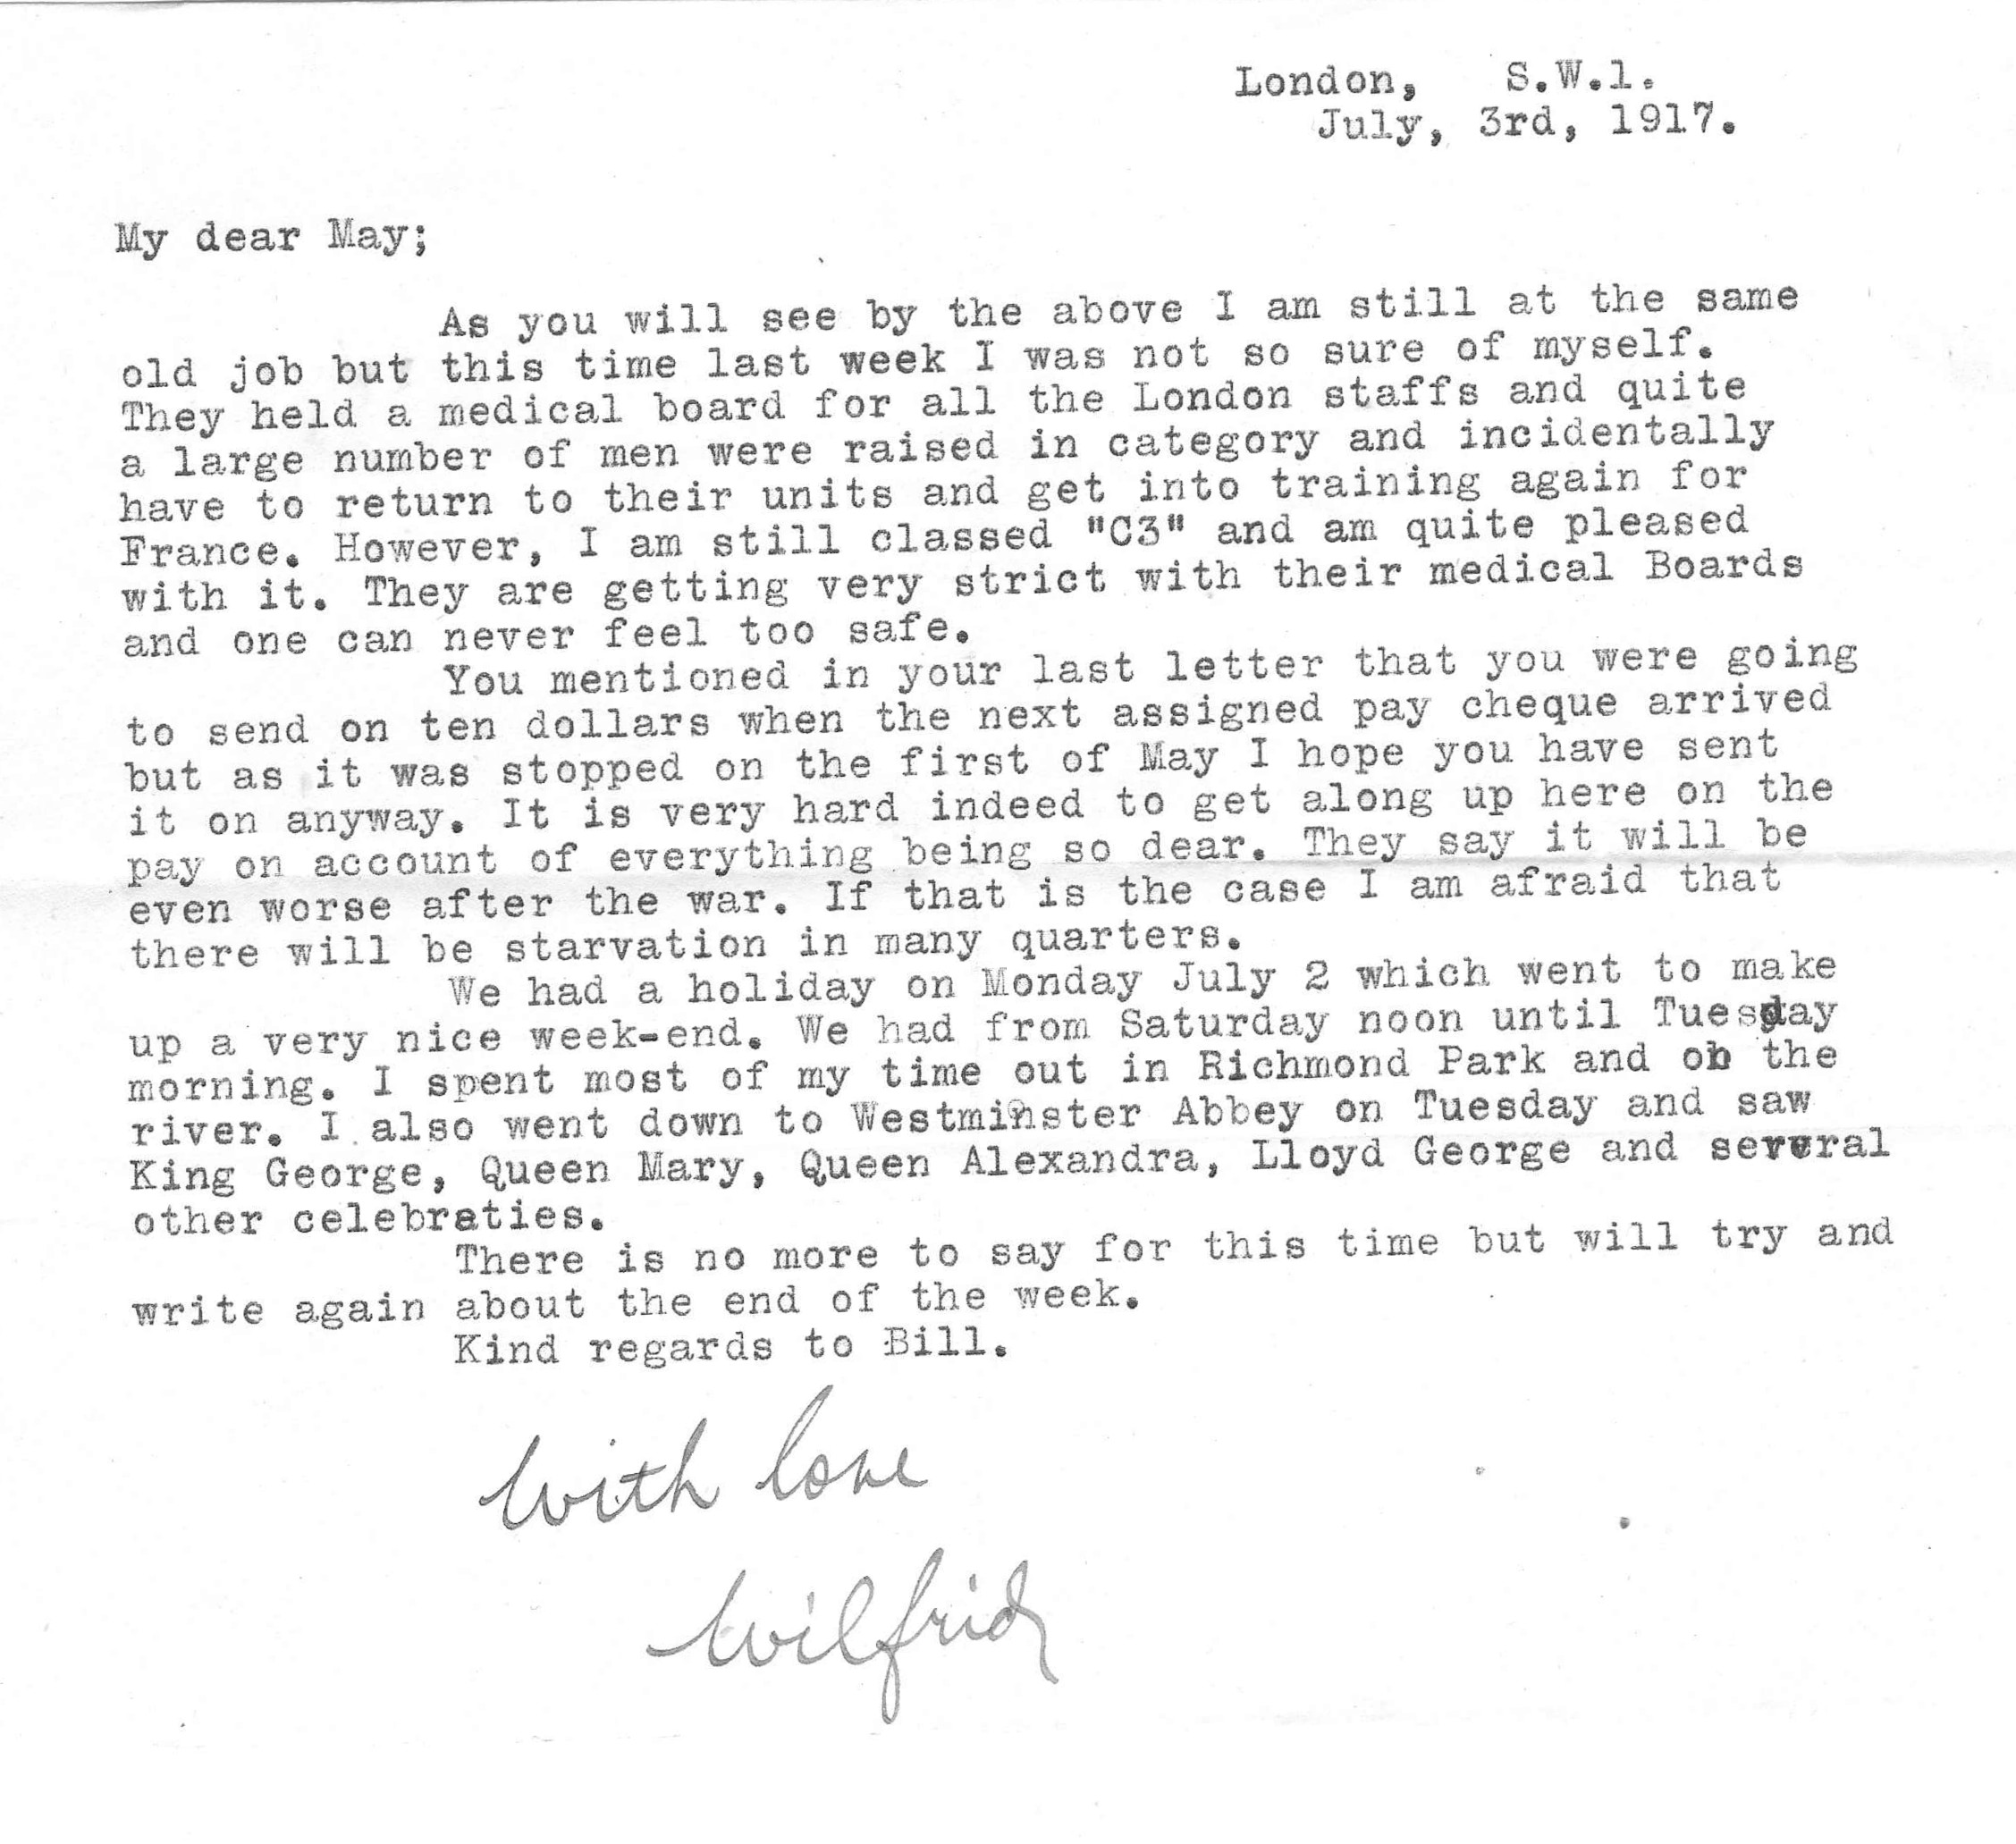 London, S.W.1.
July, 3rd, 1917.
My dear May;
As you will see by the above I am still at the same
old job but this time last week I was not so sure of myself.
They held a medical board for all the London staffs and quite
a large number of men were raised in category and incidentally
have to return to their units and get into training again for
France. However, I am still classed "C3" and am quite pleased
with it. They are getting very strict with their medical Boards
and one can never feel too safe.
You mentioned in your last letter that you were going
to send on ten dollars when the next assigned pay cheque arrived
but as it was stopped on the first of May I hope you have sent
it on anyway. It is very hard indeed to get along up here on the
pay on account of everything being so dear. They say it will be
even worse after the war. If that is the case I am afraid that
there will be starvation in many quarters.
We had a holiday on Monday July 2 which went to make
up a very nice week-end. We had from Saturday noon until Tuesday
morning. I spent most of my time out in Richmond Park and on the
river. I also went down to Westminster Abbey on Tuesday and saw
King George, Queen Mary, Queen Alexandra, Lloyd George and several
other celebreties.
There is no more to say for this time but will try and
write again about the end of the week.
Kind regards to Bill.
With love
Wilfrid